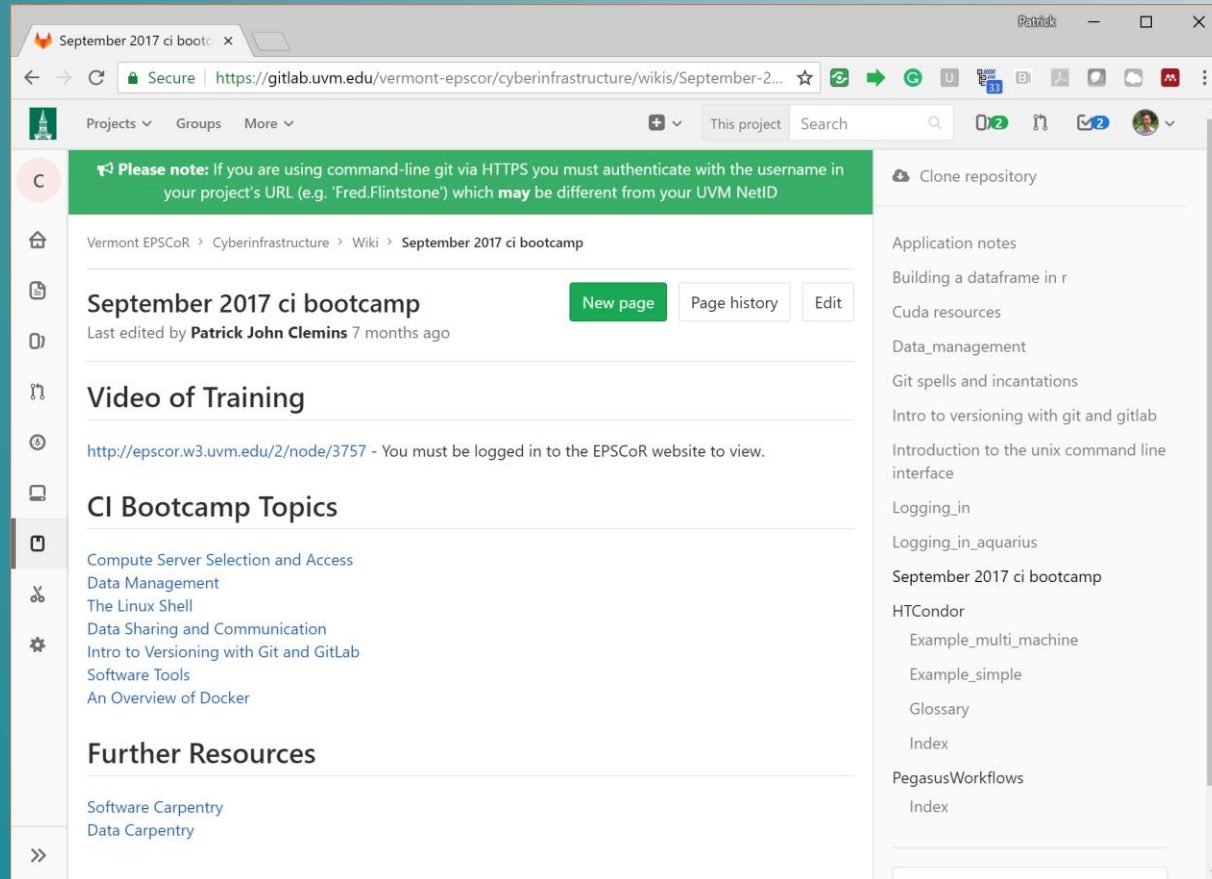 Patrick
September 2017 ci bootc
Secure https://gitlab.uvm.edu/vermont-epscor/cyberinfrastructure/wikis/September-2...
33
Projects Groups More This project Search 2 2
C
Please note: If you are using command-line git via HTTPS you must authenticate with the username in
your project's URL (e.g. 'Fred.Flintstone') which may be different from your UVM NetID
Vermont EPSCoR > Cyberinfrastructure > Wiki > September 2017 ci bootcamp
September 2017 ci bootcamp
New page Page history Edit
Last edited by Patrick John Clemins 7 months ago
Video of Training
http://epscor.w3.uvm.edu/2/node/3757 - You must be logged in to the EPSCoR website to view.
CI Bootcamp Topics
Compute Server Selection and Access
Data Management
The Linux Shell
Data Sharing and Communication
Intro to Versioning with Git and GitLab
Software Tools
An Overview of Docker
Further Resources
Software Carpentry
Data Carpentry
Clone repository
Application notes
Building a dataframe in r
Cuda resources
Data_management
Git spells and incantations
Intro to versioning with git and gitlab
Introduction to the unix command line
interface
Logging_in
Logging_in_aquarius
September 2017 ci bootcamp
HTCondor
Example_multi_machine
Example_simple
Glossary
Index
PegasusWorkflows
Index